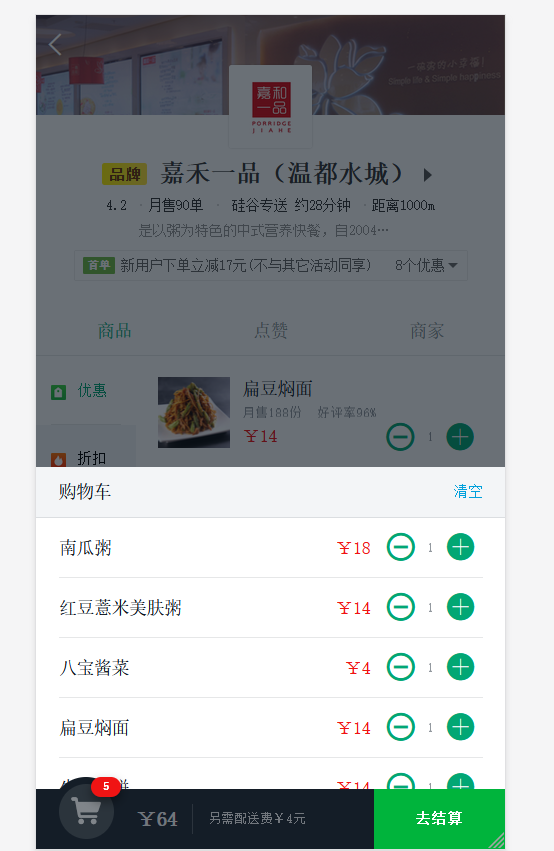 一碗粥的小幸福!
Simple life & Simple happiness
嘉和
一品
PORRIDGE
JIAHE
品牌 嘉禾一品（温都水城）
4.2 · 月售90单 · 硅谷专送 约28分钟 · 距离1000m
是以粥为特色的中式营养快餐，自2004…
首单 新用户下单立减17元(不与其它活动同享) 8个优惠
商品 点赞 商家
优惠
折扣
扁豆焖面
月售188份 好评率96%
￥14 1
购物车 清空
南瓜粥 ￥18 1
红豆薏米美肤粥 ￥14 1
八宝酱菜 ￥4 1
扁豆焖面 ￥14 1
饼 ￥14 1
5
￥64 另需配送费￥4元 去结算